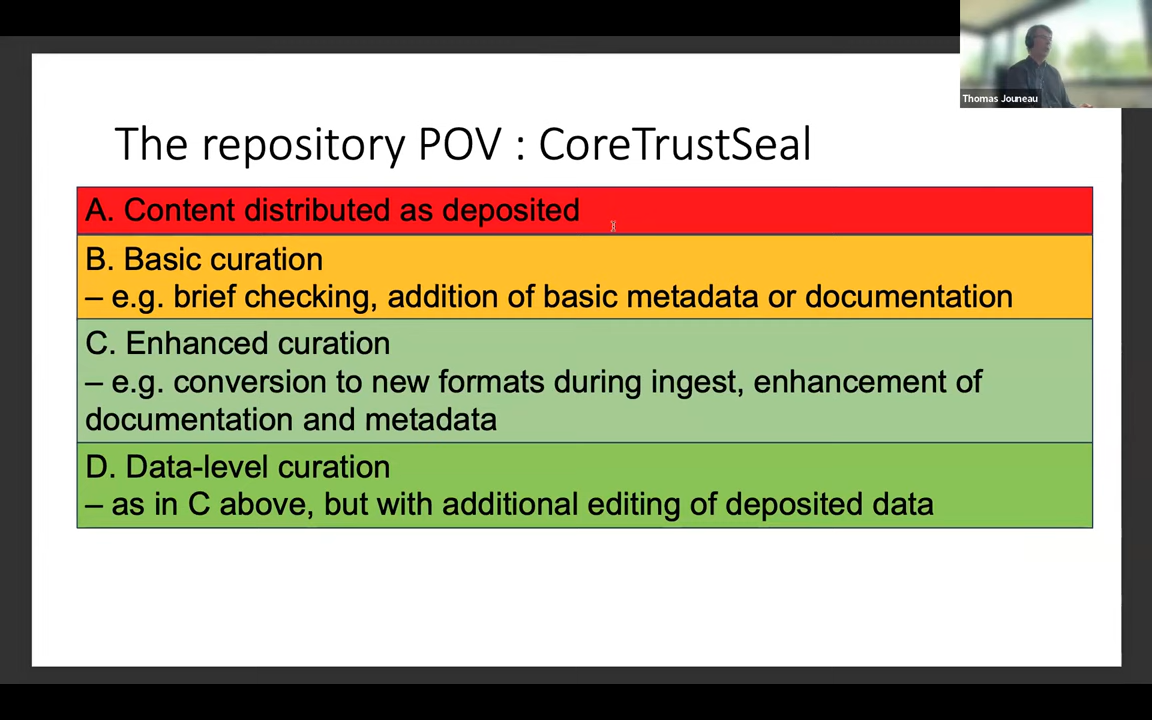 Thomas Jouneau
The repository POV : CoreTrustSeal
A. Content distributed as deposited
B. Basic curation
– e.g. brief checking, addition of basic metadata or documentation
C. Enhanced curation
– e.g. conversion to new formats during ingest, enhancement of
documentation and metadata
D. Data-level curation
– as in C above, but with additional editing of deposited data